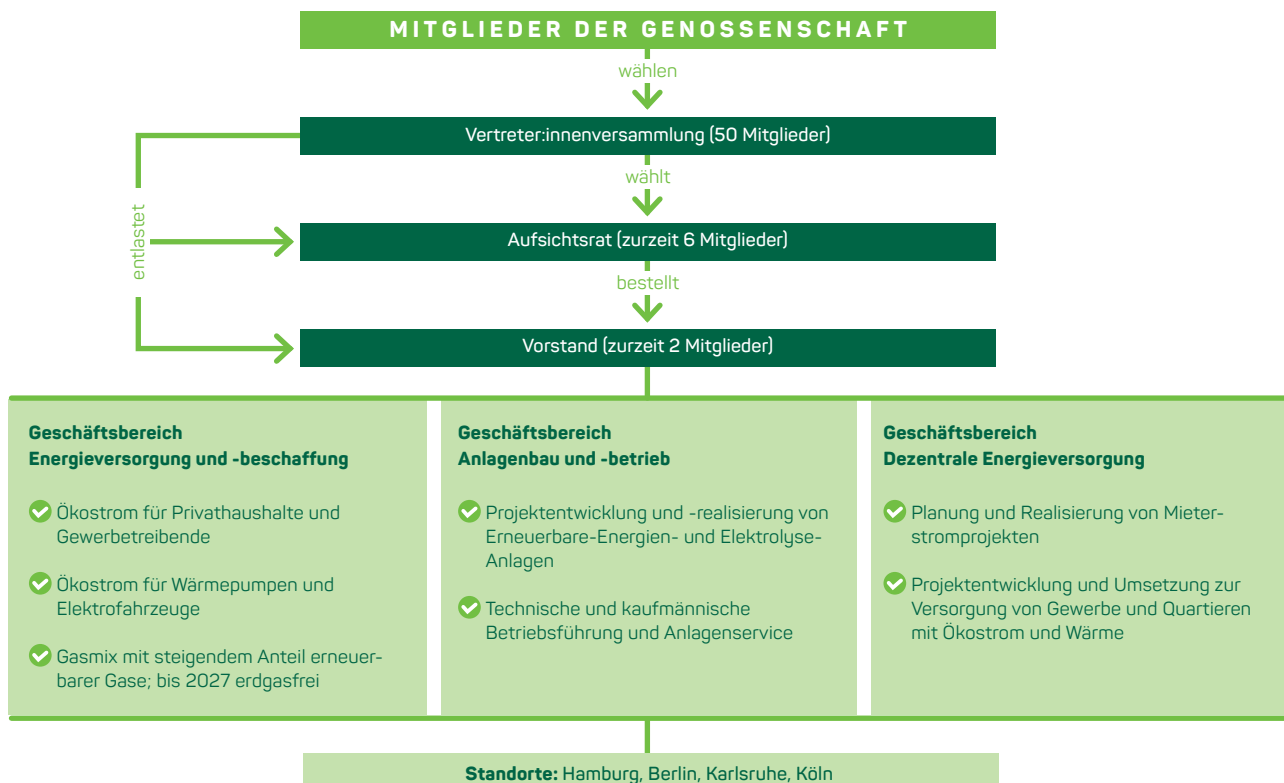 MITGLIEDER DER GENOSSENSCHAFT
wählen
Vertreter:innenversammlung (50 Mitglieder)
wählt
entlastet
Aufsichtsrat (zurzeit 6 Mitglieder)
bestellt
Vorstand (zurzeit 2 Mitglieder)
Geschäftsbereich
Energieversorgung und -beschaffung
Ökostrom für Privathaushalte und
Gewerbetreibende
Ökostrom für Wärmepumpen und
Elektrofahrzeuge
Gasmix mit steigendem Anteil erneuer-
barer Gase; bis 2027 erdgasfrei
Geschäftsbereich
Anlagenbau und -betrieb
Projektentwicklung und -realisierung von
Erneuerbare-Energien- und Elektrolyse-
Anlagen
Technische und kaufmännische
Betriebsführung und Anlagenservice
Geschäftsbereich
Dezentrale Energieversorgung
Planung und Realisierung von Mieter-
stromprojekten
Projektentwicklung und Umsetzung zur
Versorgung von Gewerbe und Quartieren
mit Ökostrom und Wärme
Standorte: Hamburg, Berlin, Karlsruhe, Köln